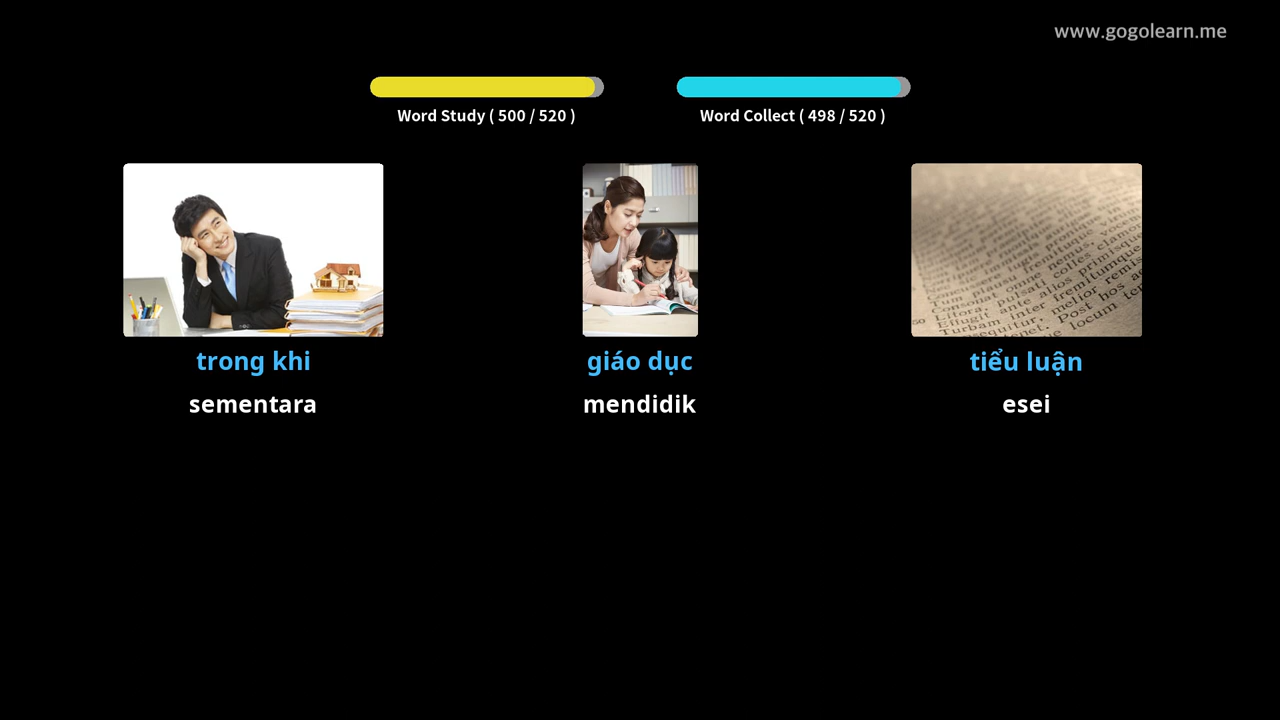 www.gogolearn.me
Word Study ( 500 / 520 )
Word Collect ( 498 / 520 )
trong khi
giáo dục
tiểu luận
sementara
mendidik
esei